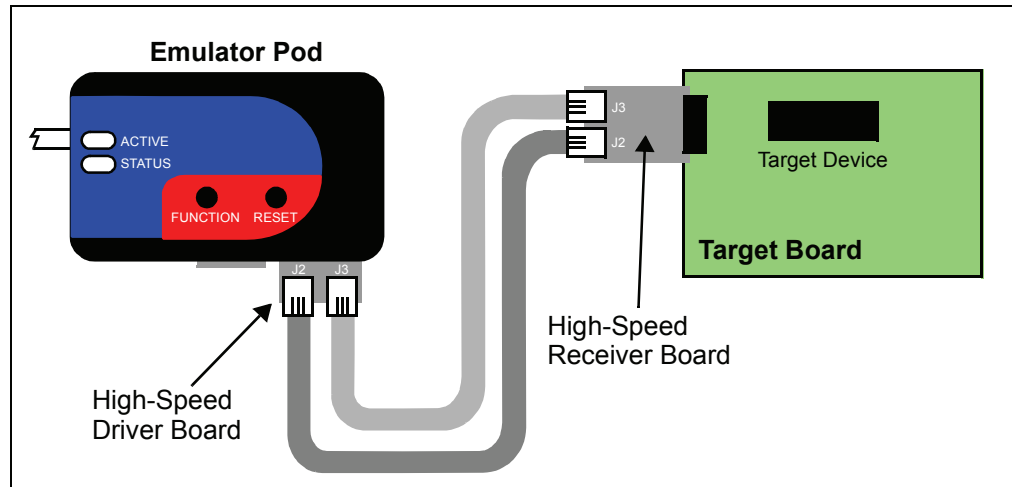 Emulator Pod
ACTIVE
STATUS
FUNCTION RESET
J2 J3
High-Speed
Driver Board
J3
J2
High-Speed
Receiver Board
Target Device
Target Board